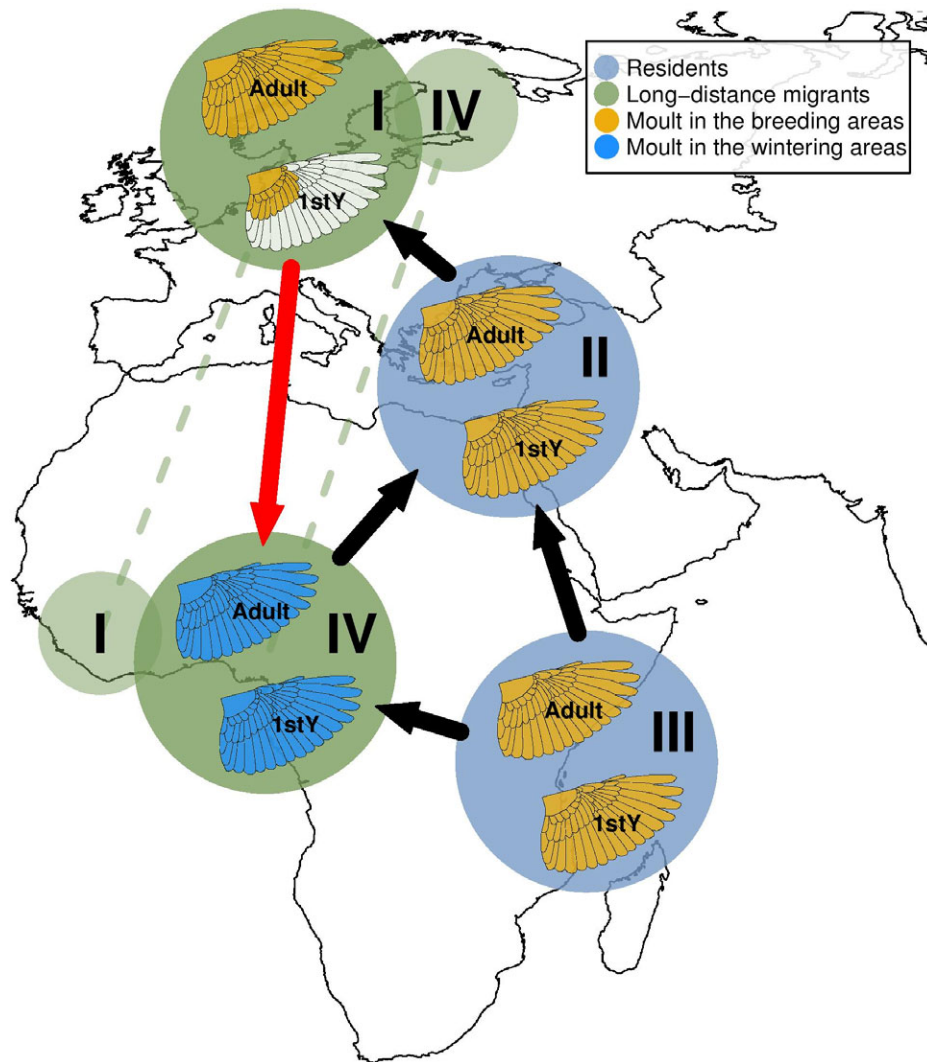 Adult
I
IV
1stY
Residents
Long−distance migrants
Moult in the breeding areas
Moult in the wintering areas
Adult
II
1stY
Adult
I
IV
1stY
Adult
III
1stY